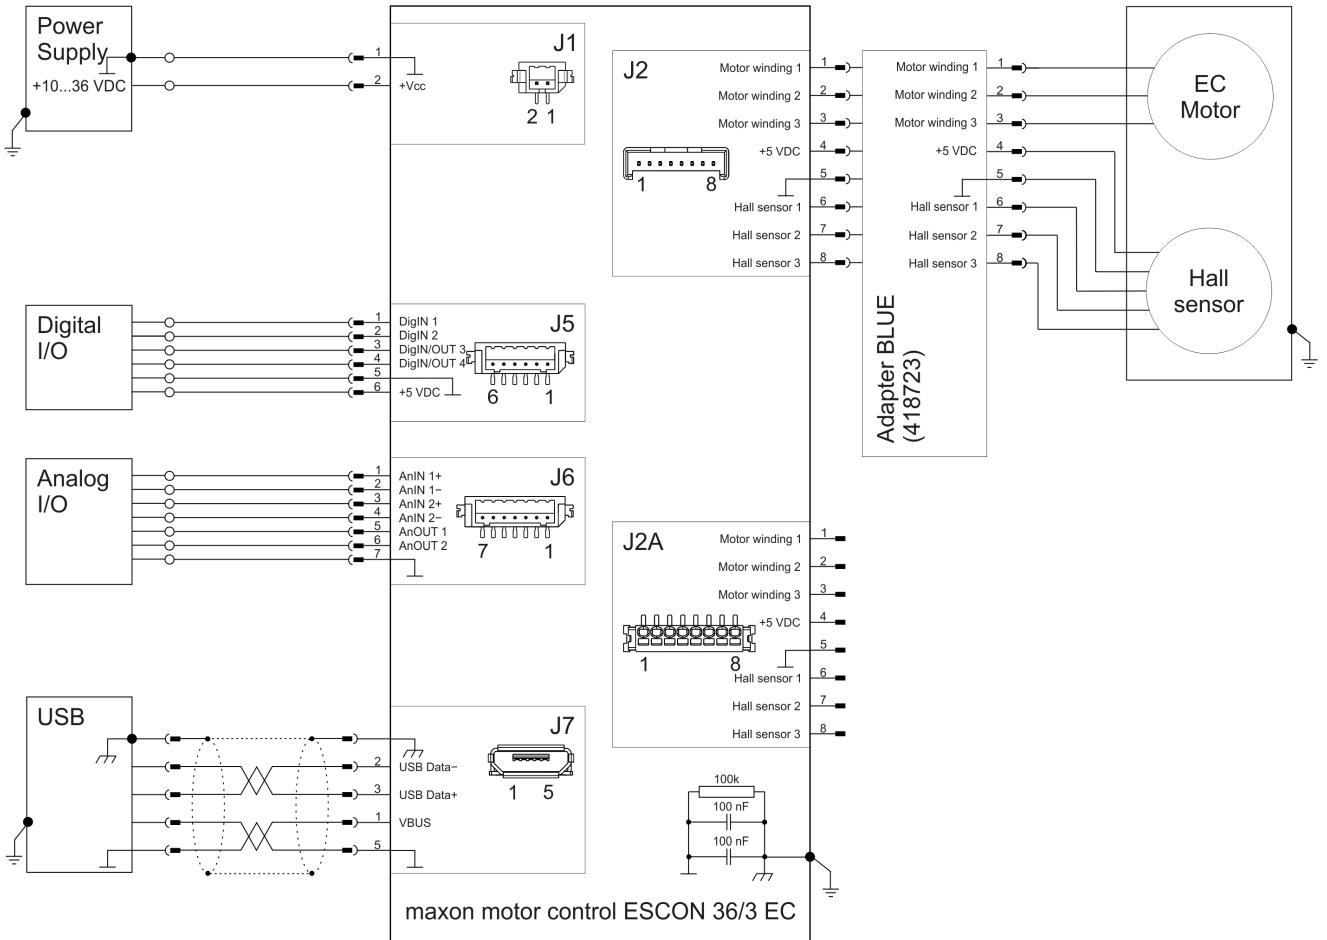 Power
Supply
+10...36 VDC
1
2
+Vcc
J1
2 1
J2
Motor winding 1
1
Motor winding 2
2
Motor winding 3
3
+5 VDC
4
5
Hall sensor 1
6
Hall sensor 2
7
Hall sensor 3
8
1 8
Motor winding 1
1
Motor winding 2
2
Motor winding 3
3
+5 VDC
4
5
Hall sensor 1
6
Hall sensor 2
7
Hall sensor 3
8
Adapter BLUE
(418723)
EC
Motor
Hall
sensor
Digital
I/O
1
DigIN 1
2
DigIN 2
3
DigIN/OUT 3
4
DigIN/OUT 4
5
6
+5 VDC
J5
6 1
Analog
I/O
1
AnIN 1+
2
AnIN 1−
3
AnIN 2+
4
AnIN 2−
5
AnOUT 1
6
AnOUT 2
7
J6
7 1
J2A
Motor winding 1
1
Motor winding 2
2
Motor winding 3
3
+5 VDC
4
5
Hall sensor 1
6
Hall sensor 2
7
Hall sensor 3
8
1 8
USB
2
USB Data−
3
USB Data+
1
VBUS
5
J7
1 5
100k
100 nF
100 nF
maxon motor control ESCON 36/3 EC